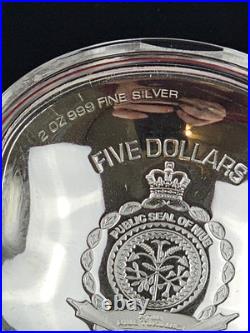 2 OZ 999 FINE SILVER
FIVE DOLLARS
PUBLIC SEAL OF NIUE